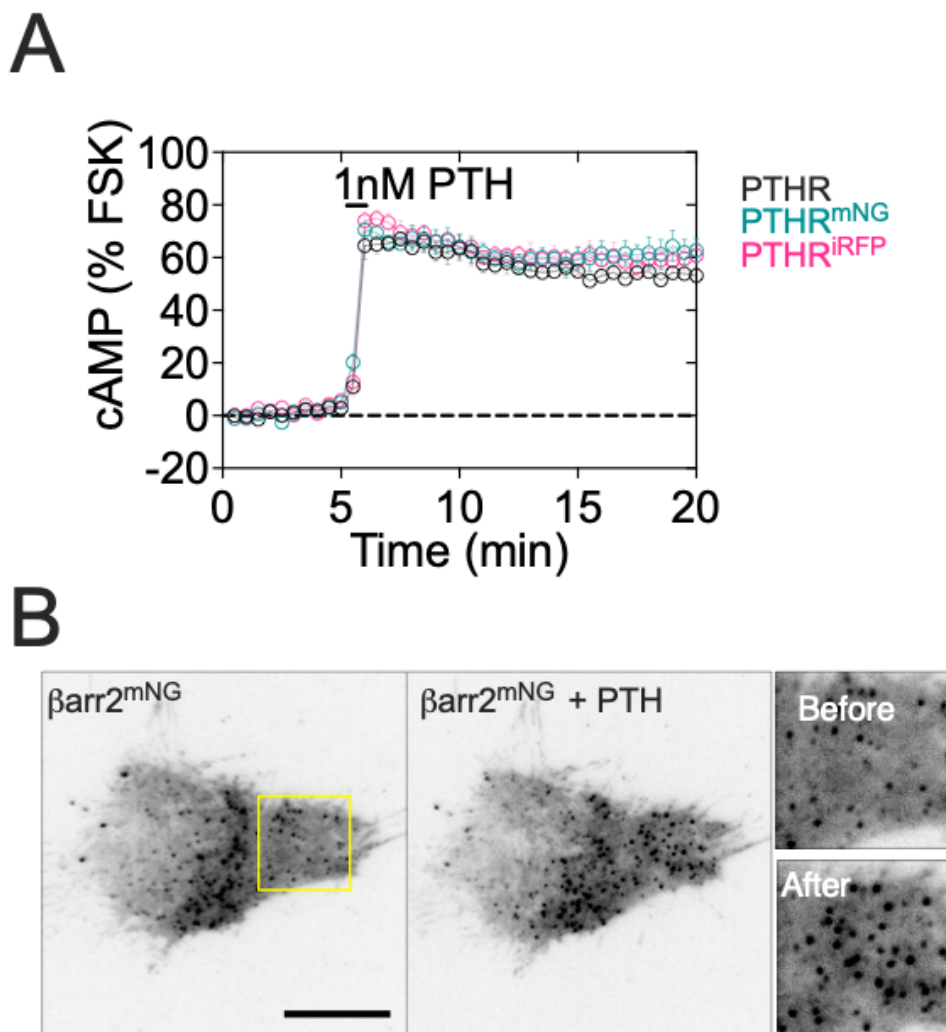 A
cAMP (% FSK)
100
80
60
40
20
0
-20
1nM PTH
0 5 10 15 20
Time (min)
PTHR
PTHR^mNG
PTHR^iRFP
B
βarr2^mNG
βarr2^mNG + PTH
Before
After